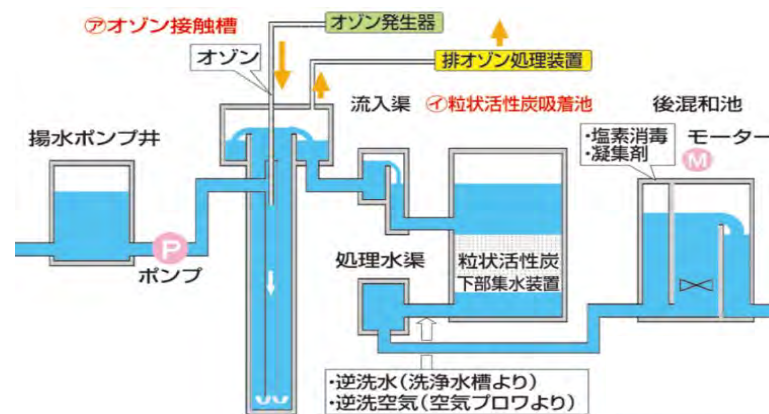 ㋐オゾン接触槽
オゾン発生器
オゾン
排オゾン処理装置
流入渠
㋑粒状活性炭吸着池
後混和池
揚水ポンプ井
・塩素消毒
・凝集剤
モーター
M
P
ポンプ
処理水渠
粒状活性炭
下部集水装置
・逆洗水(洗浄水槽より)
・逆洗空気(空気ブロワより)